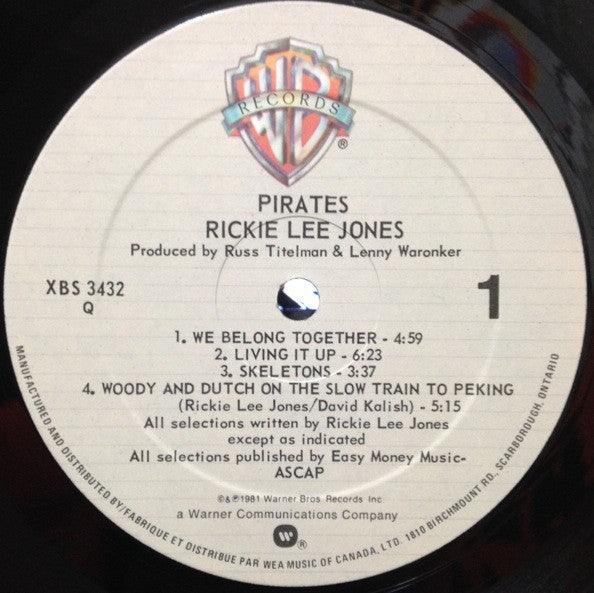 WB
RECORDS
®
PIRATES
RICKIE LEE JONES
Produced by Russ Titelman & Lenny Waronker
XBS 3432
Q
1
1. WE BELONG TOGETHER - 4:59
2. LIVING IT UP - 6:23
3. SKELETONS - 3:37
4. WOODY AND DUTCH ON THE SLOW TRAIN TO PEKING
(Rickie Lee Jones/David Kalish) - 5:15
All selections written by Rickie Lee Jones
except as indicated
All selections published by Easy Money Music-
ASCAP
©&℗1981 Warner Bros. Records Inc
a Warner Communications Company
®
MANUFACTURED AND DISTRIBUTED BY/FABRIQUE ET DISTRIBUE PAR WEA MUSIC OF CANADA, LTD. 1810 BIRCHMOUNT RD., SCARBOROUGH, ONTARIO